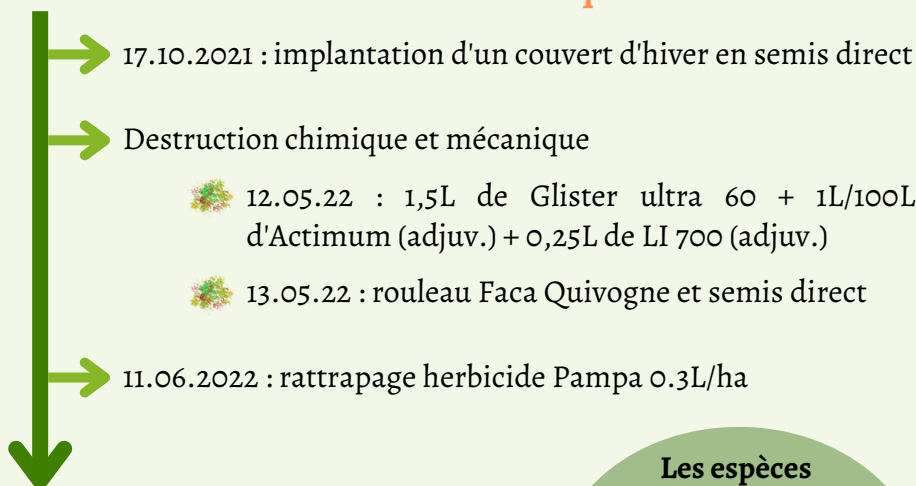 17.10.2021 : implantation d'un couvert d'hiver en semis direct
Destruction chimique et mécanique
12.05.22 : 1,5L de Glister ultra 60 + 1L/100L
d'Actimum (adjuv.) + 0,25L de LI 700 (adjuv.)
13.05.22 : rouleau Faca Quivogne et semis direct
11.06.2022 : rattrapage herbicide Pampa 0.3L/ha
Les espèces